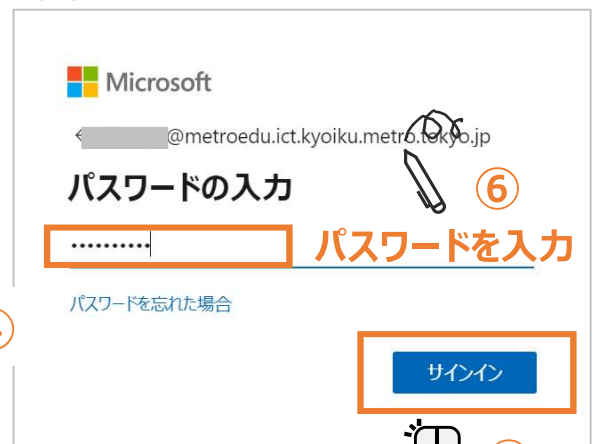 Microsoft
@metroedu.ict.kyoiku.metro.tokyo.jp
パスワードの入力
⑥
••••••••••
パスワードを入力
パスワードを忘れた場合
サインイン